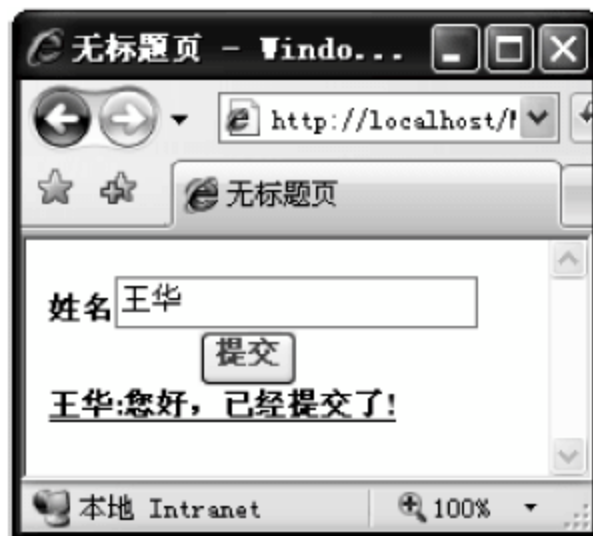 无标题页 - Windo...
http://localhost/
无标题页
姓名 王华
提交
王华:您好，已经提交了!
本地 Intranet 100%